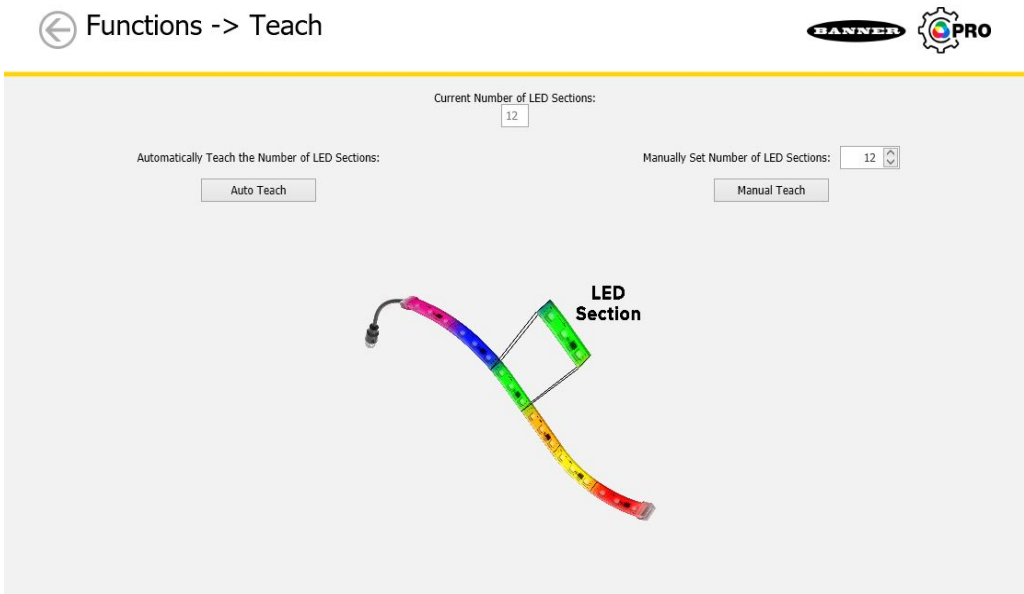 Functions -> Teach
BANNER
PRO
Current Number of LED Sections:
12
Automatically Teach the Number of LED Sections:
Auto Teach
Manually Set Number of LED Sections:
12
Manual Teach
LED
Section